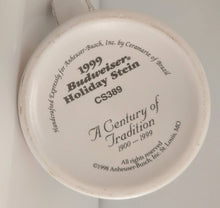 Handcrafted Expressly for Anheuser-Busch, Inc. by Ceramarte of Brazil
1999
Budweiser®
Holiday Stein
CS389
A Century of
Tradition
1900 — 1999
All rights reserved
©1998 Anheuser-Busch, Inc. St. Louis, MO